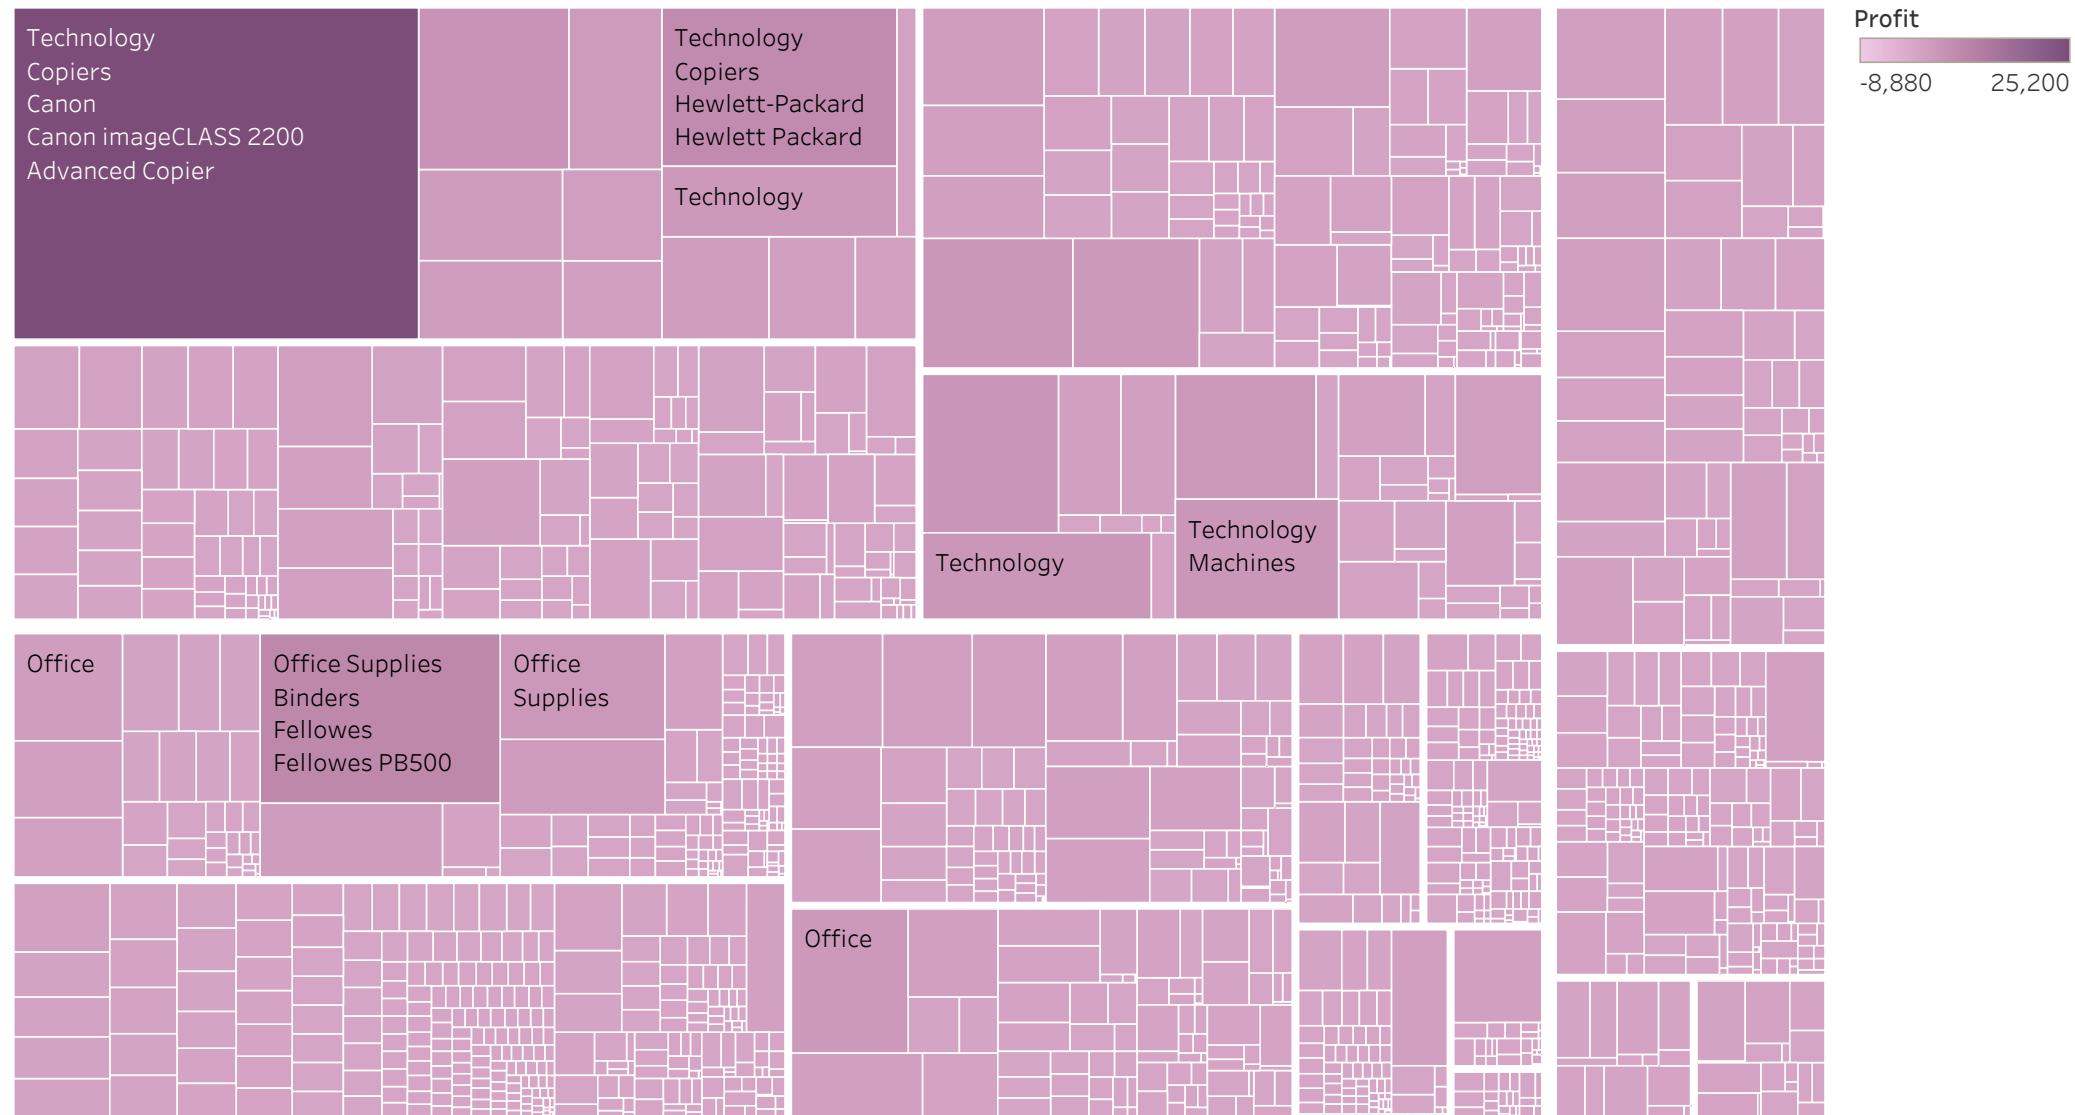 Technology
Copiers
Canon
Canon imageCLASS 2200
Advanced Copier
Technology
Copiers
Hewlett-Packard
Hewlett Packard
Technology
Technology
Technology
Machines
Office
Office Supplies
Binders
Fellowes
Fellowes PB500
Office
Supplies
Office
Profit
-8,880 25,200